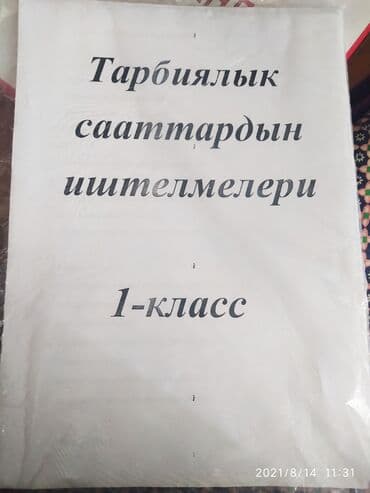 Тарбиялык
сааттардын
иштелмелери
1-класс
2021/8/14 11:31